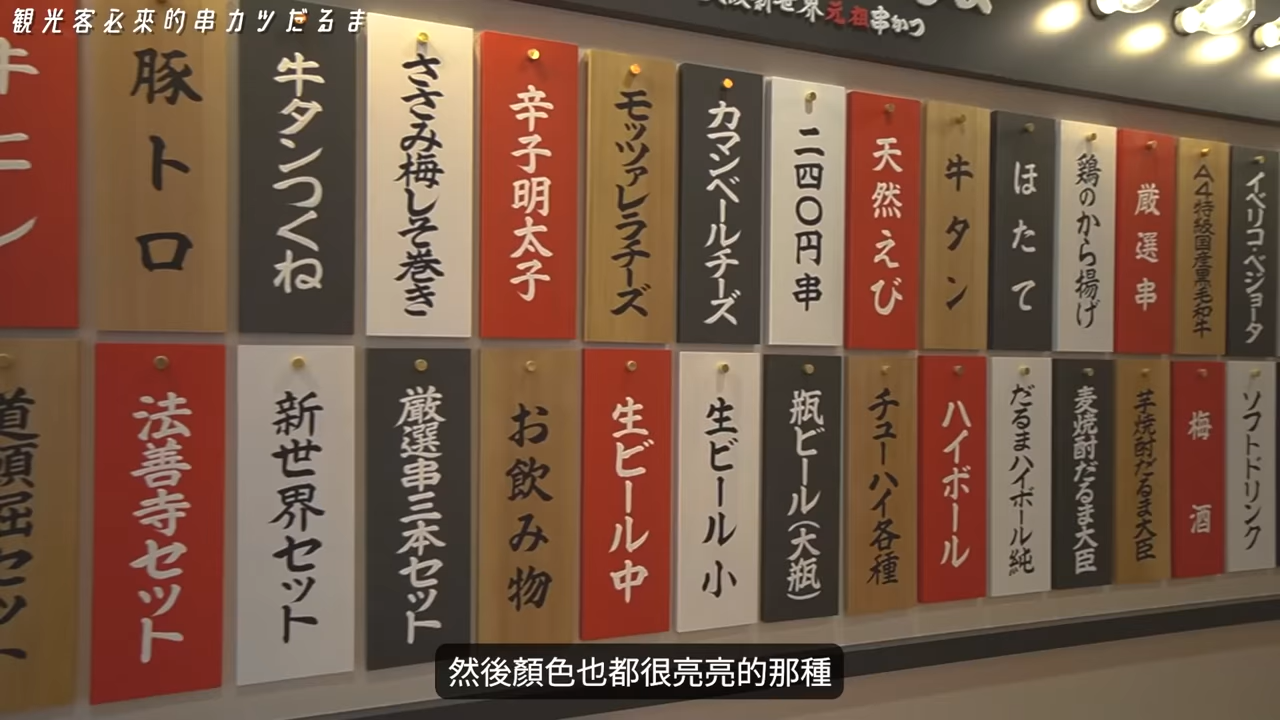 観光客必來的串カツだるま
新世界元祖串かつ
豚トロ
牛タンつくね
ささみ梅しそ巻き
辛子明太子
モッツァレラチーズ
カマンベールチーズ
二四〇円串
天然えび
牛タン
ほたて
鶏のから揚げ
厳選串
A4特級国産黒毛和牛
イベリコ・ベジョータ
道頓堀セット
法善寺セット
新世界セット
厳選串三本セット
お飲み物
生ビール中
生ビール小
瓶ビール(大瓶)
チューハイ各種
ハイボール
だるまハイボール純
麦焼酎だるま大臣
芋焼酎だるま大臣
梅酒
ソフトドリンク
然後顏色也都很亮亮的那種